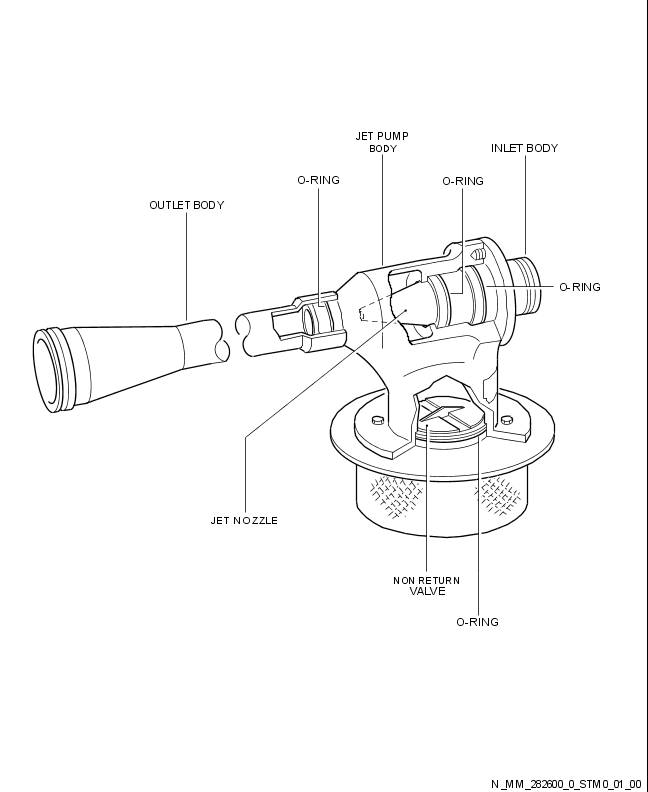 JET PUMP
BODY
INLET BODY
O-RING
O-RING
OUTLET BODY
O-RING
JET NOZZLE
NON RETURN
VALVE
O-RING
N_MM_282600_0_STM0_01_00